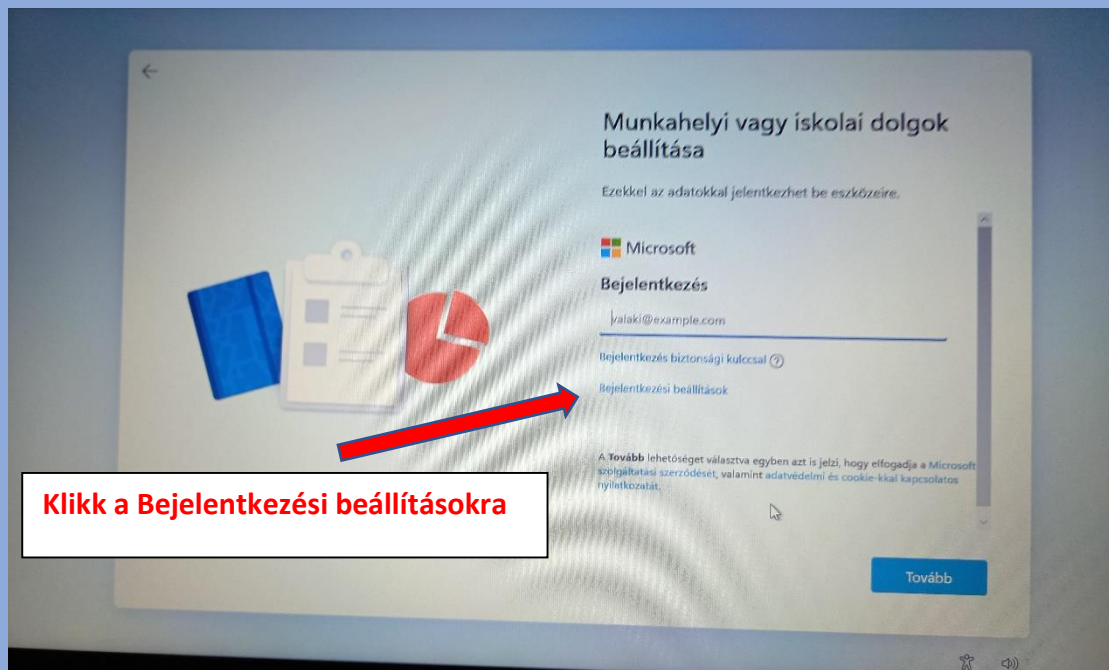 Munkahelyi vagy iskolai dolgok
beállítása
Ezekkel az adatokkal jelentkezhet be eszközeire.
Microsoft
Bejelentkezés
valaki@example.com
Bejelentkezés biztonsági kulccsal
Bejelentkezési beállítások
A Tovább lehetőséget választva egyben azt is jelzi, hogy elfogadja a Microsoft
szolgáltatási szerződését, valamint adatvédelmi és cookie-kkal kapcsolatos
nyilatkozatát.
Klikk a Bejelentkezési beállításokra
Tovább